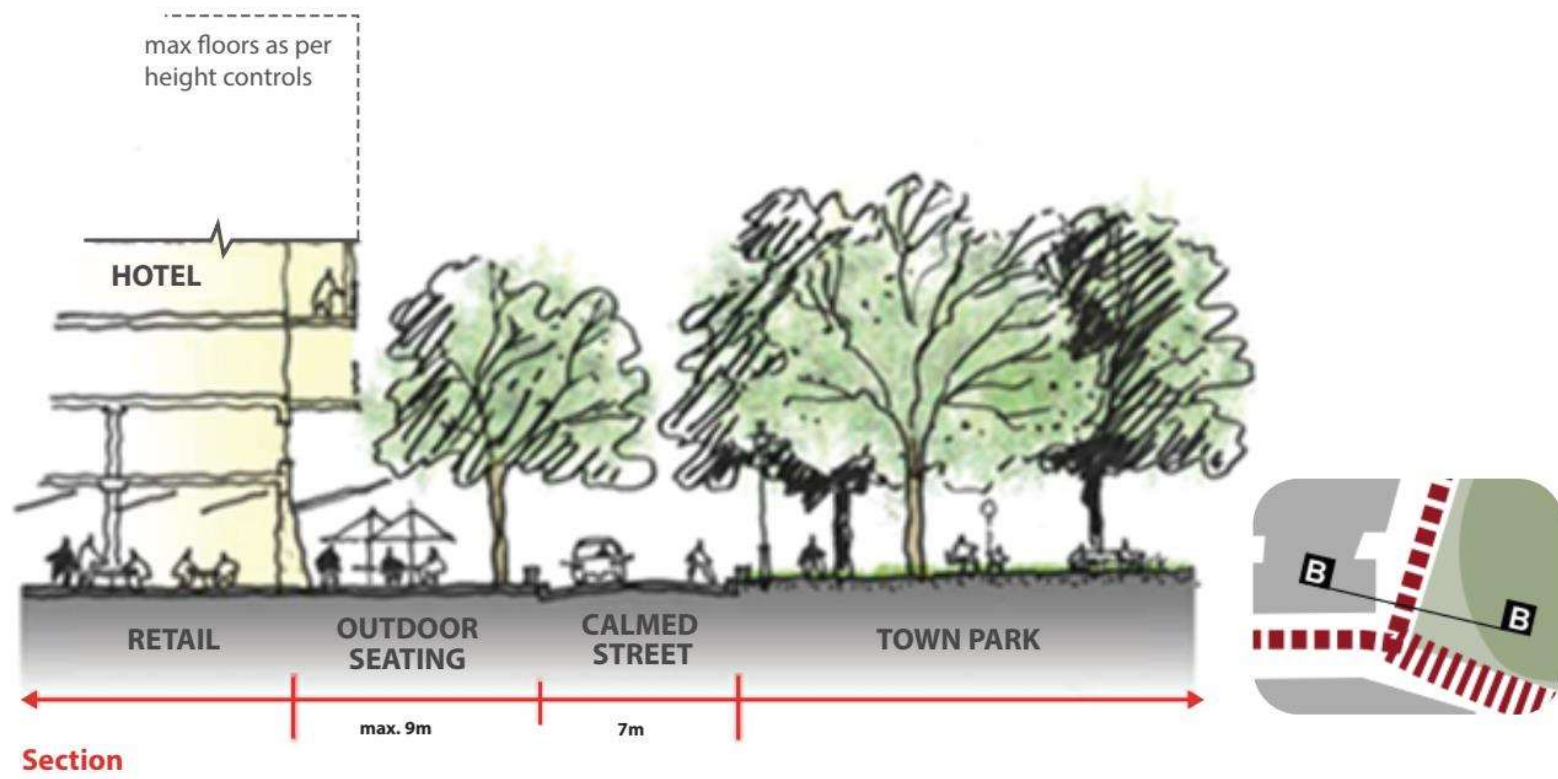 max floors as per
height controls
HOTEL
RETAIL
OUTDOOR
SEATING
CALMED
STREET
TOWN PARK
max. 9m
7m
Section
B
B